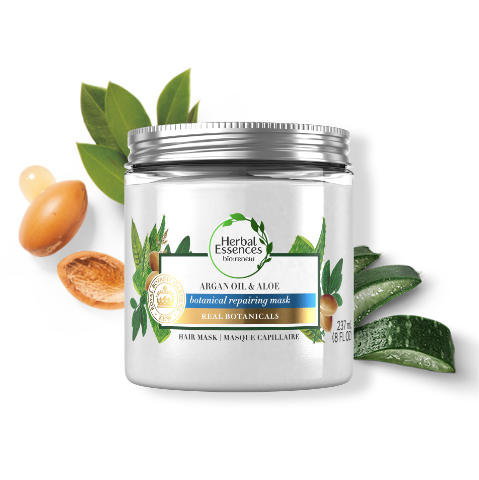 Herbal
Essences
bio:renew
ARGAN OIL & ALOE
botanical repairing mask
REAL BOTANICALS
HAIR MASK | MASQUE CAPILLAIRE
237 mL
(8 FL OZ
KEW